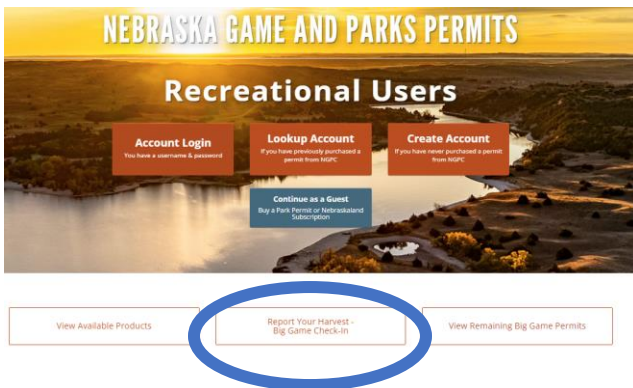 NEBRASKA GAME AND PARKS PERMITS
Recreational Users
Account Login
You have a username & password
Lookup Account
If you have previously purchased a
permit from NGPC
Create Account
If you have never purchased a permit
from NGPC
Continue as a Guest
Buy a Park Permit or Nebraskaland
Subscription
View Available Products
Report Your Harvest -
Big Game Check-In
View Remaining Big Game Permits